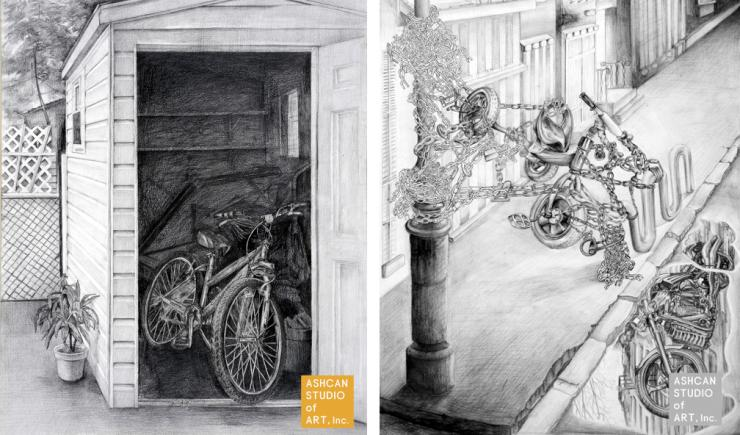 ASHCAN
STUDIO
of
ART, Inc.
ASHCAN
STUDIO
of
ART, Inc.